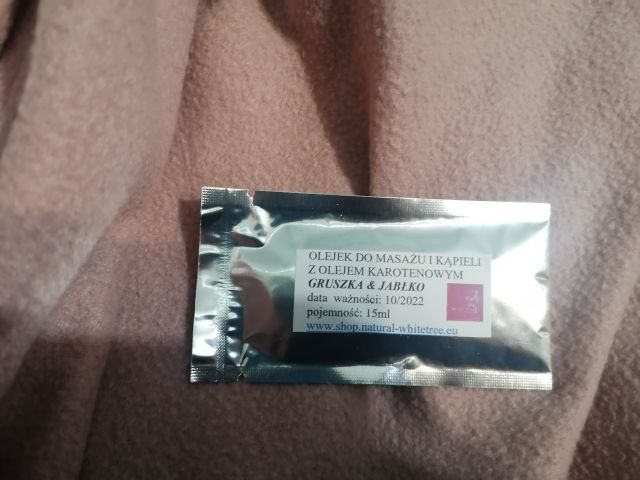 OLEJEK DO MASAŻU I KĄPIELI
Z OLEJEM KAROTENOWYM
GRUSZKA & JABŁKO
data ważności: 10/2022
pojemność: 15ml
www.shop.natural-whitetree.eu